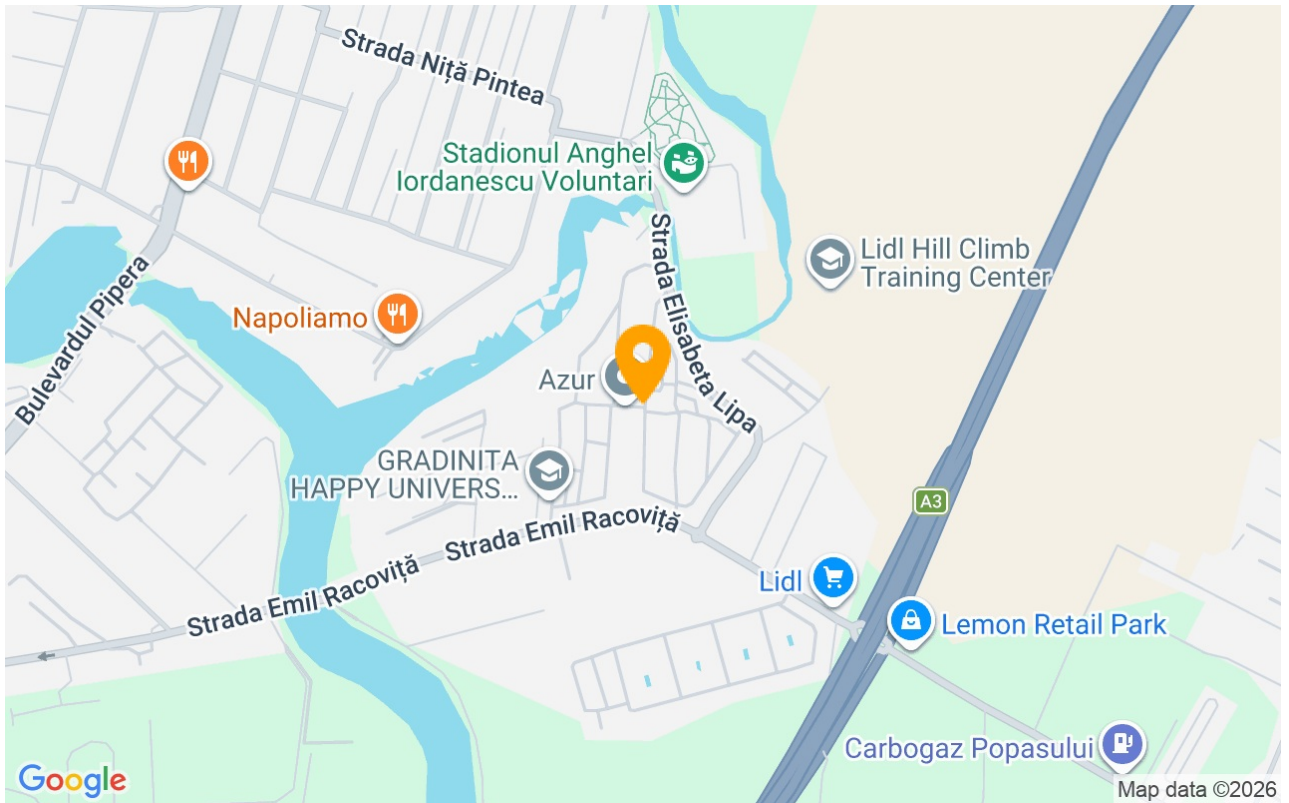 Strada Niță Pintea
Stadionul Anghel
Iordanescu Voluntari
Strada Elisabeta Lipa
Lidl Hill Climb
Training Center
Bulevardul Pipera
Napoliamo
Azur
GRADINITA
HAPPY UNIVERS...
A3
Strada Emil Racoviță
Strada Emil Racoviță
Lidl
Lemon Retail Park
Carbogaz Popasului
Google
Map data ©2026